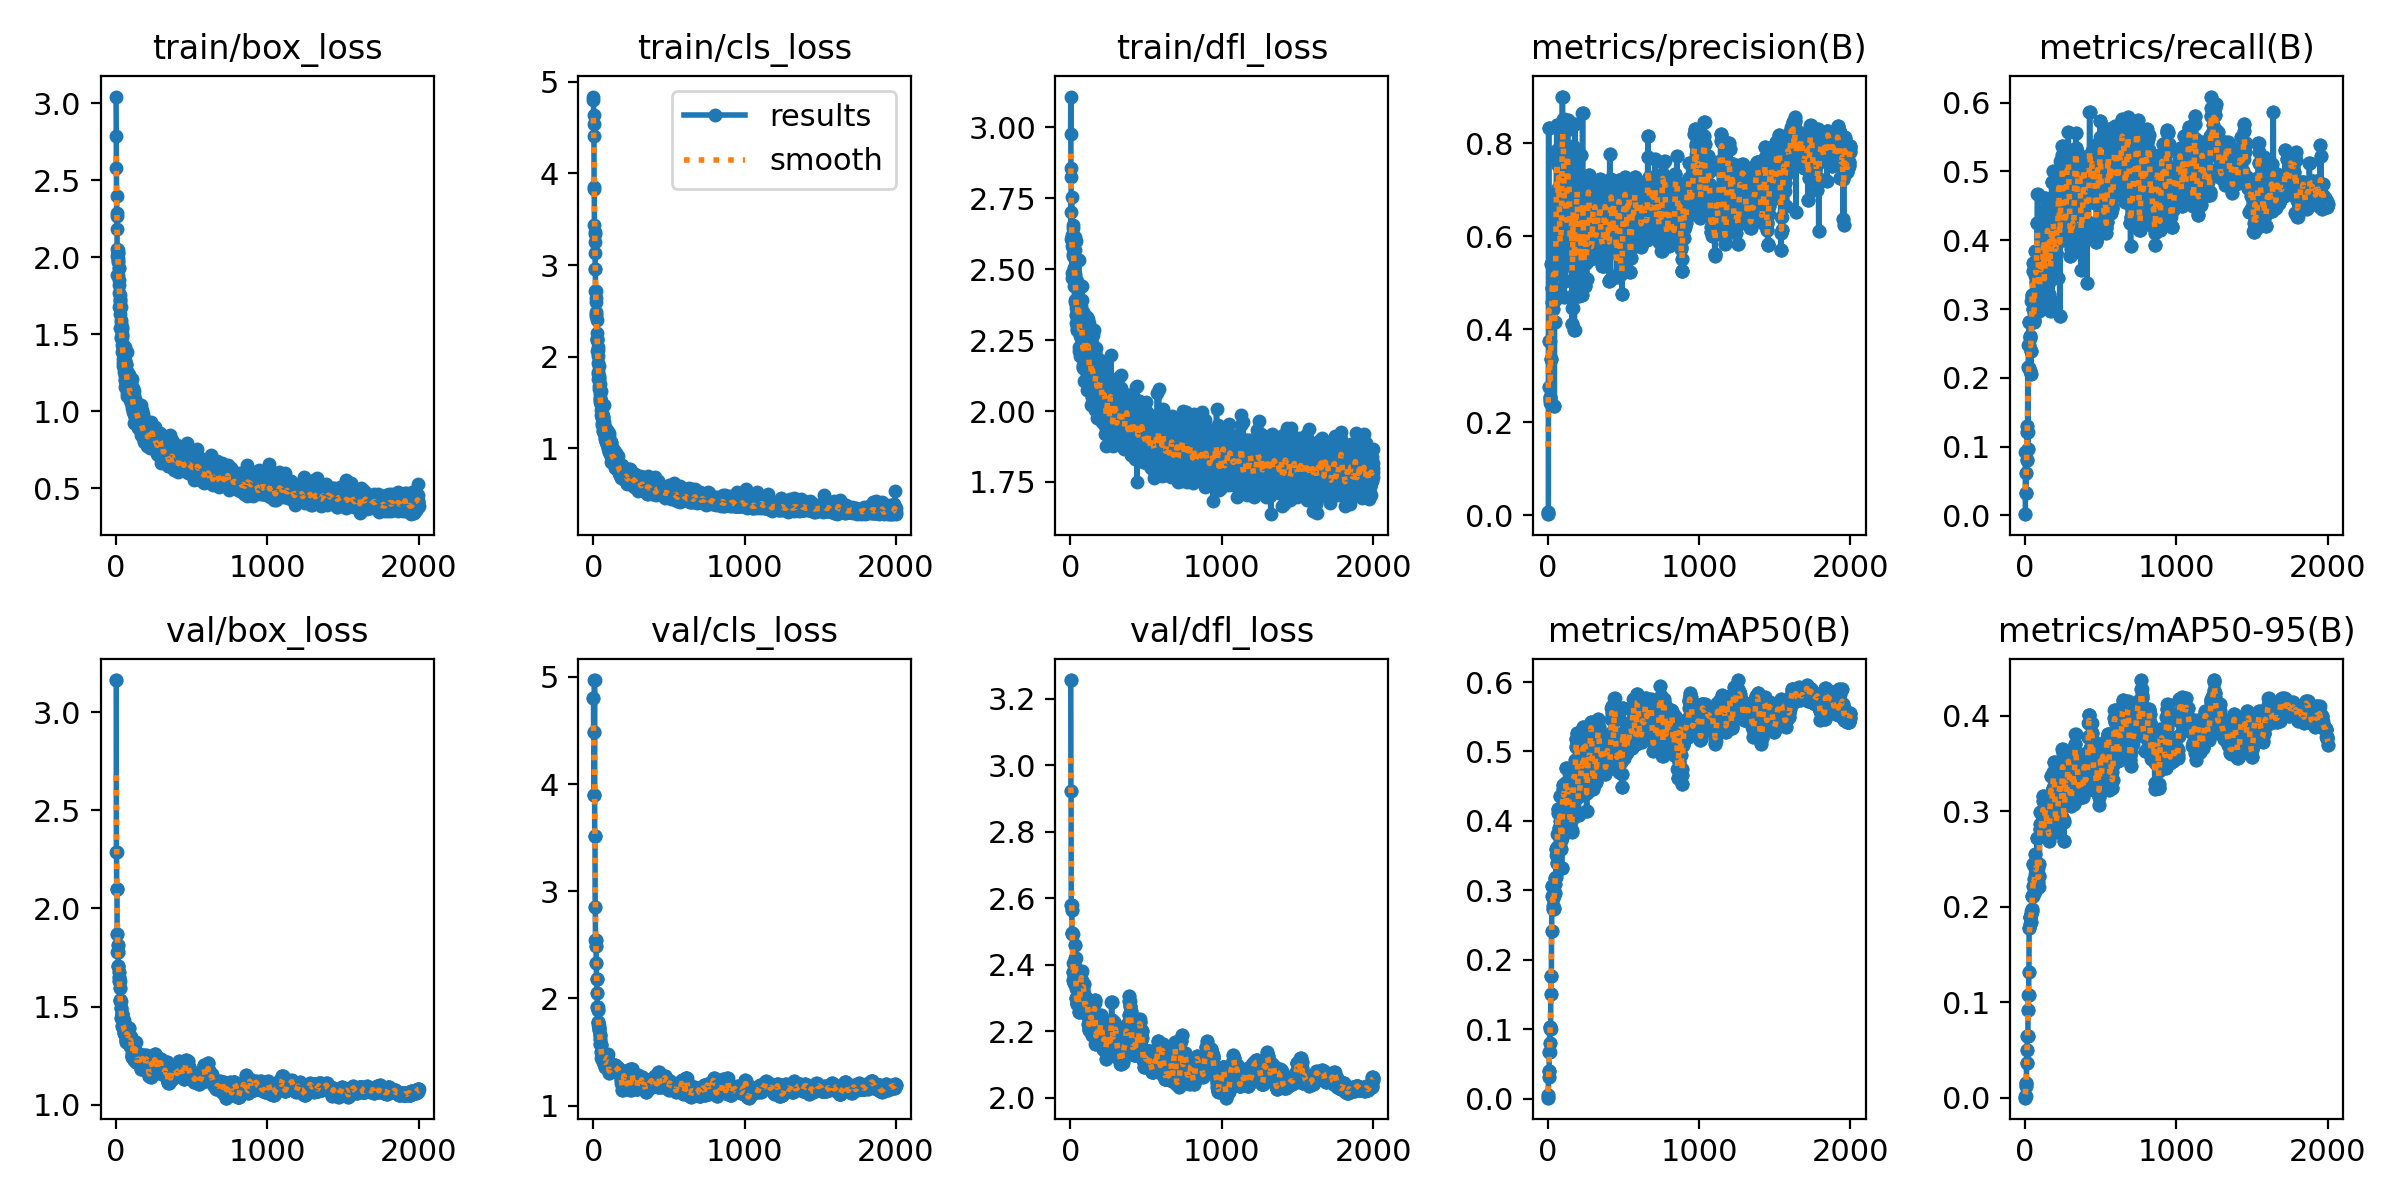 train/box_loss
3.0
2.5
2.0
1.5
1.0
0.5
0 1000 2000
train/cls_loss
5
4
3
2
1
0 1000 2000
results
smooth
train/dfl_loss
3.00
2.75
2.50
2.25
2.00
1.75
0 1000 2000
metrics/precision(B)
0.8
0.6
0.4
0.2
0.0
0 1000 2000
metrics/recall(B)
0.6
0.5
0.4
0.3
0.2
0.1
0.0
0 1000 2000
val/box_loss
3.0
2.5
2.0
1.5
1.0
0 1000 2000
val/cls_loss
5
4
3
2
1
0 1000 2000
val/dfl_loss
3.2
3.0
2.8
2.6
2.4
2.2
2.0
0 1000 2000
metrics/mAP50(B)
0.6
0.5
0.4
0.3
0.2
0.1
0.0
0 1000 2000
metrics/mAP50-95(B)
0.4
0.3
0.2
0.1
0.0
0 1000 2000